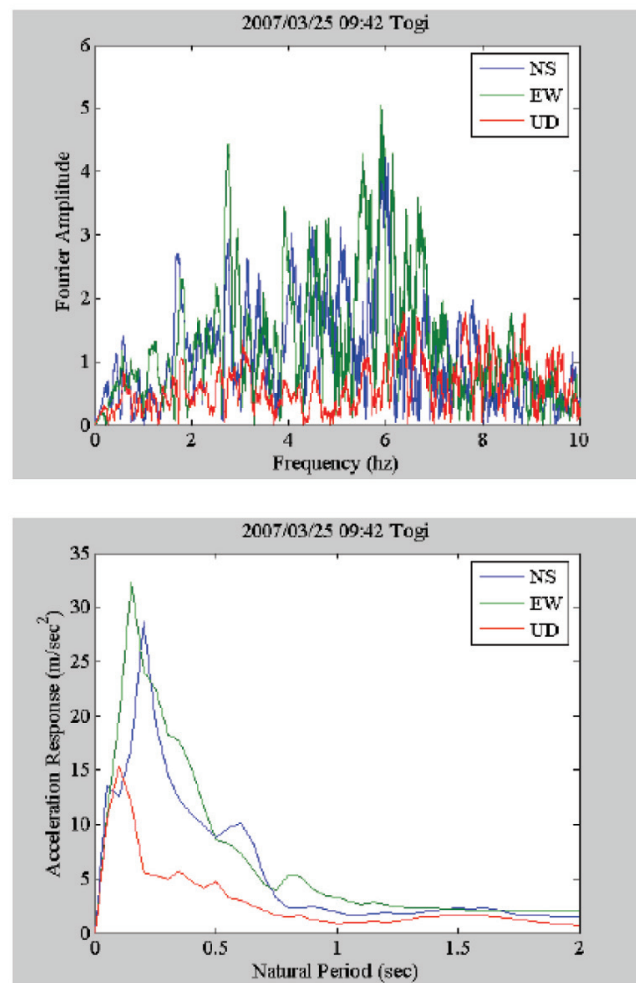 2007/03/25 09:42 Togi
6
5
4
3
2
1
0
Fourier Amplitude
NS
EW
UD
0 2 4 6 8 10
Frequency (hz)
2007/03/25 09:42 Togi
35
30
25
20
15
10
5
0
Acceleration Response (m/sec²)
NS
EW
UD
0 0.5 1 1.5 2
Natural Period (sec)